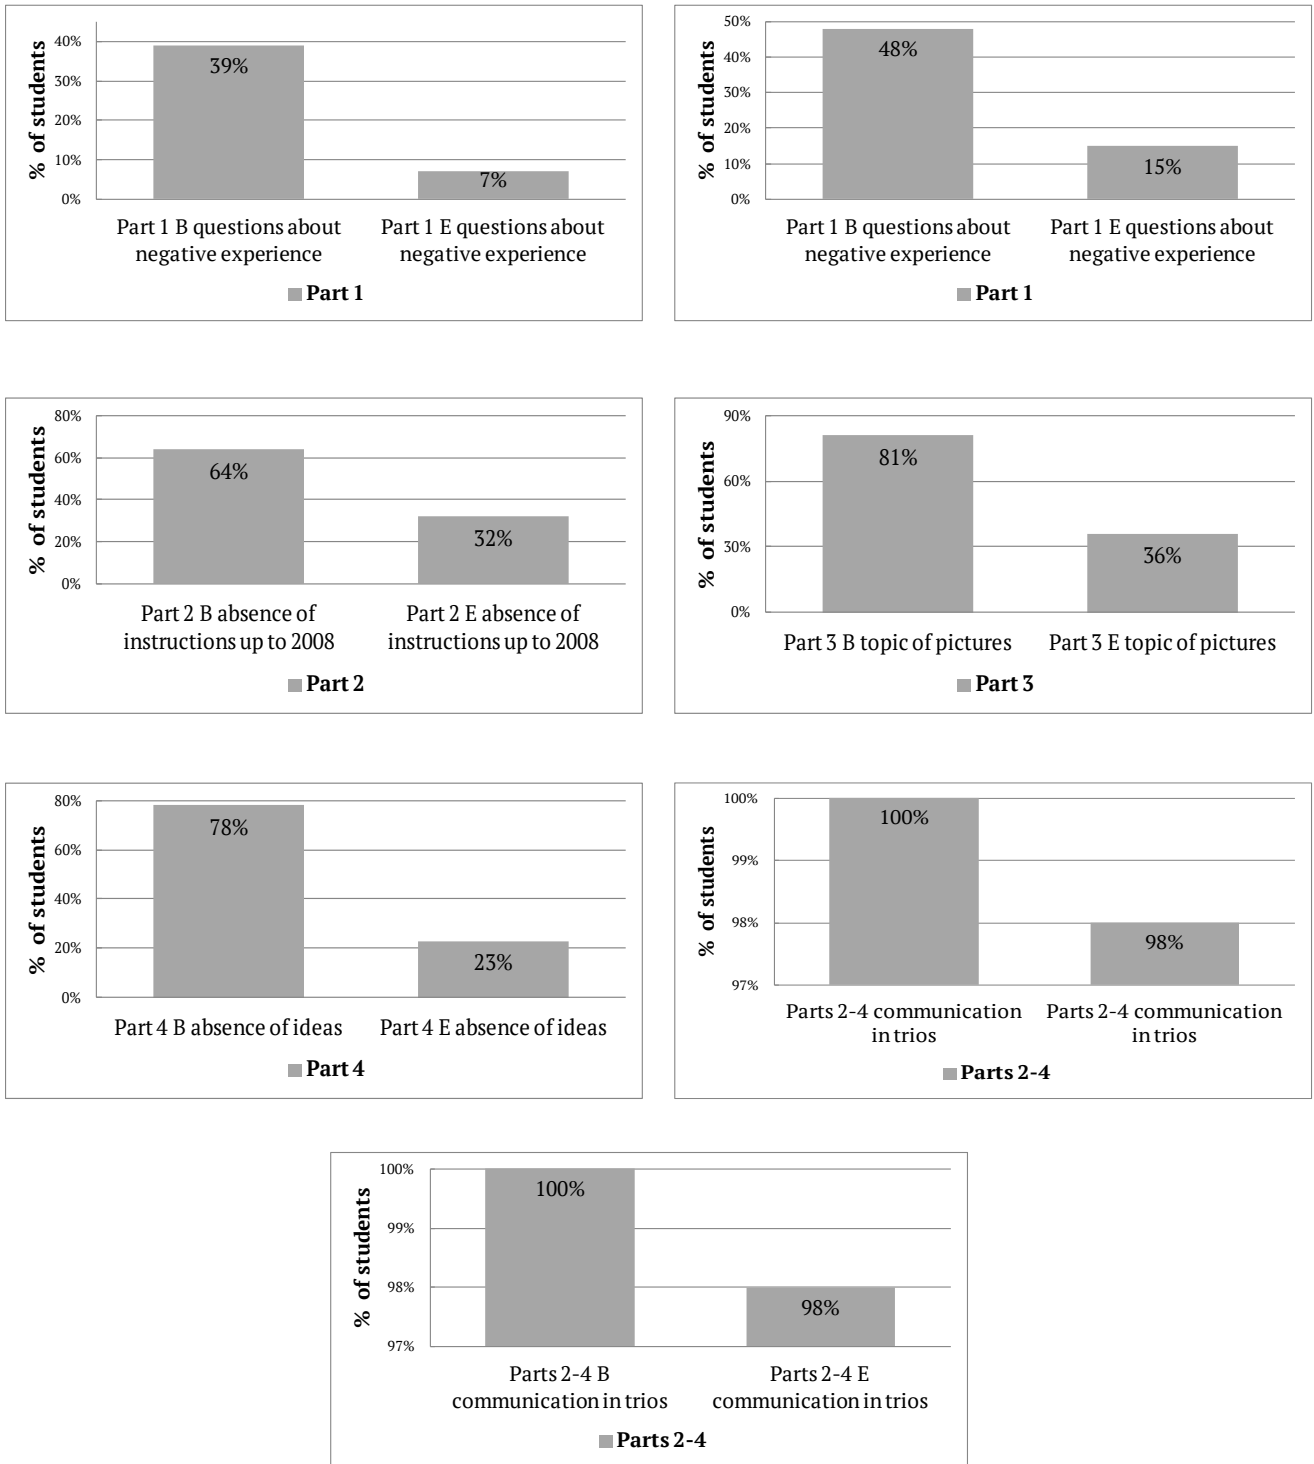 % of students
40%
30%
20%
10%
0%
39%
7%
Part 1 B questions about
negative experience
Part 1 E questions about
negative experience
Part 1
% of students
50%
40%
30%
20%
10%
0%
48%
15%
Part 1 B questions about
negative experience
Part 1 E questions about
negative experience
Part 1
% of students
80%
60%
40%
20%
0%
64%
32%
Part 2 B absence of
instructions up to 2008
Part 2 E absence of
instructions up to 2008
Part 2
% of students
90%
60%
30%
0%
81%
36%
Part 3 B topic of pictures
Part 3 E topic of pictures
Part 3
% of students
80%
60%
40%
20%
0%
78%
23%
Part 4 B absence of ideas
Part 4 E absence of ideas
Part 4
% of students
100%
99%
98%
97%
100%
98%
Parts 2-4 communication
in trios
Parts 2-4 communication
in trios
Parts 2-4
% of students
100%
99%
98%
97%
100%
98%
Parts 2-4 B
communication in trios
Parts 2-4 E
communication in trios
Parts 2-4